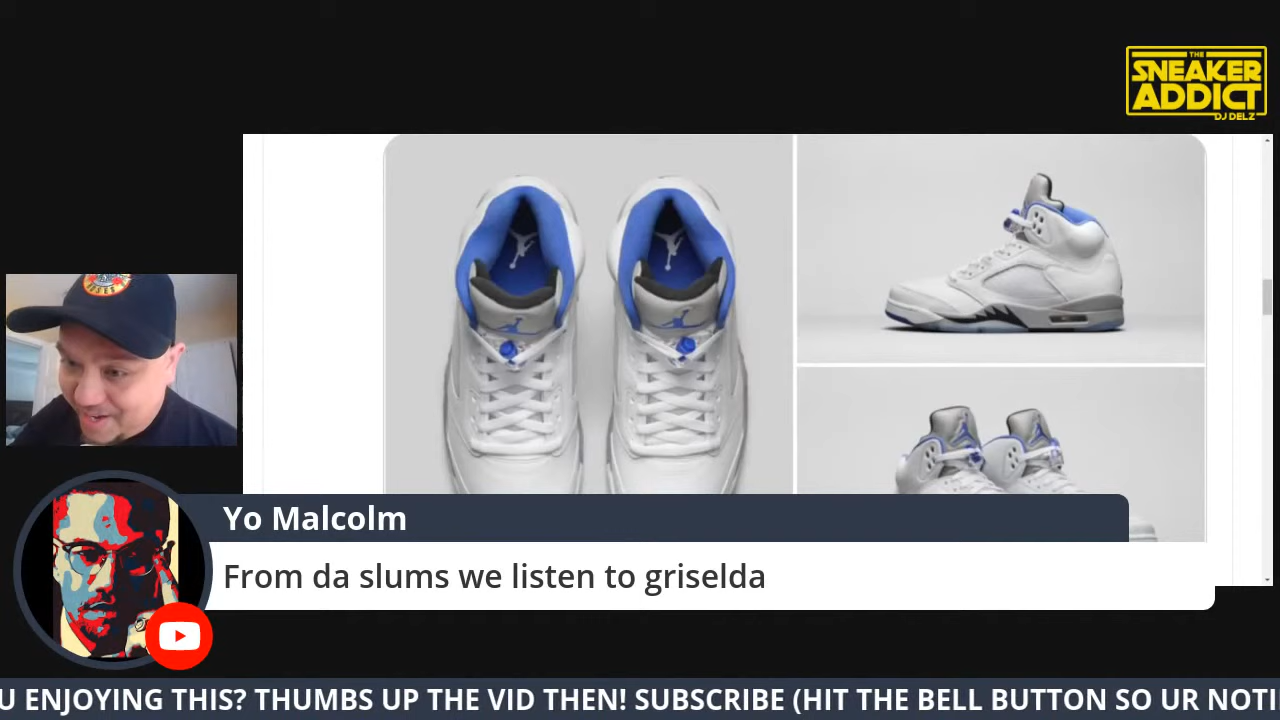 THE
SNEAKER
ADDICT
DJ DELZ
Yo Malcolm
From da slums we listen to griselda
U ENJOYING THIS? THUMBS UP THE VID THEN! SUBSCRIBE (HIT THE BELL BUTTON SO UR NOTI